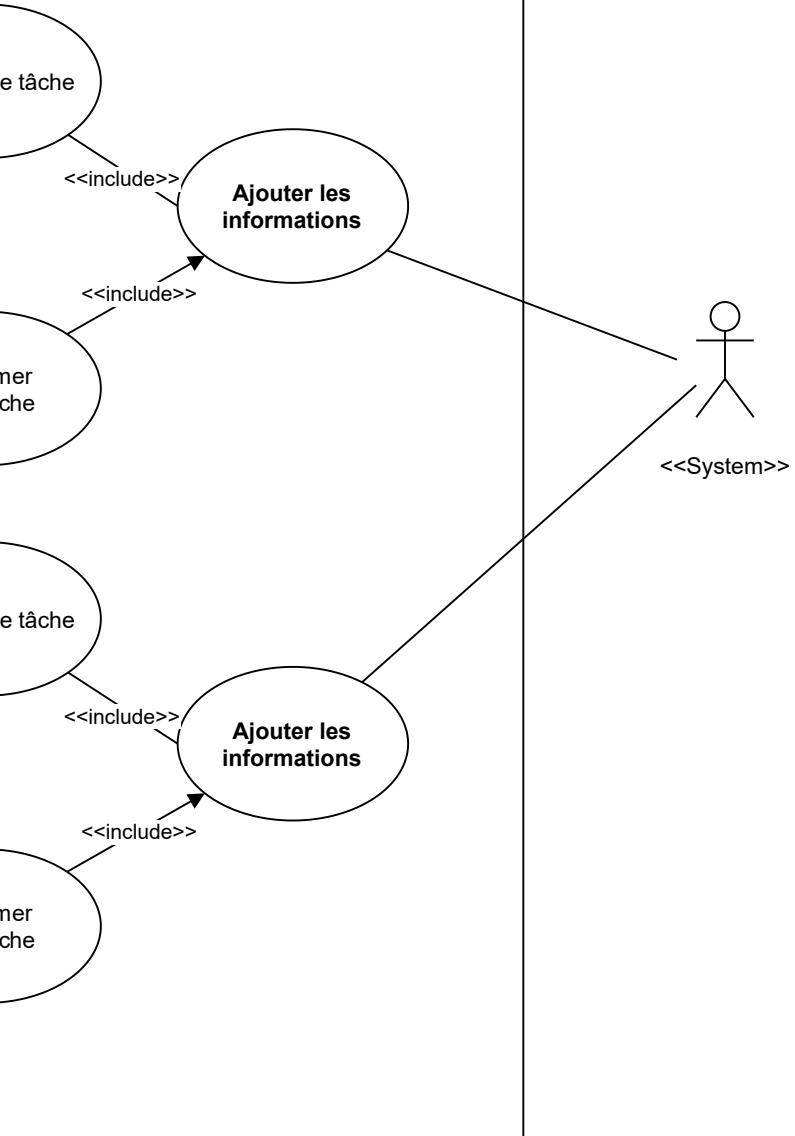 e tâche
<<include>>
Ajouter les
informations
<<include>>
mer
che
<<System>>
e tâche
<<include>>
Ajouter les
informations
<<include>>
mer
che